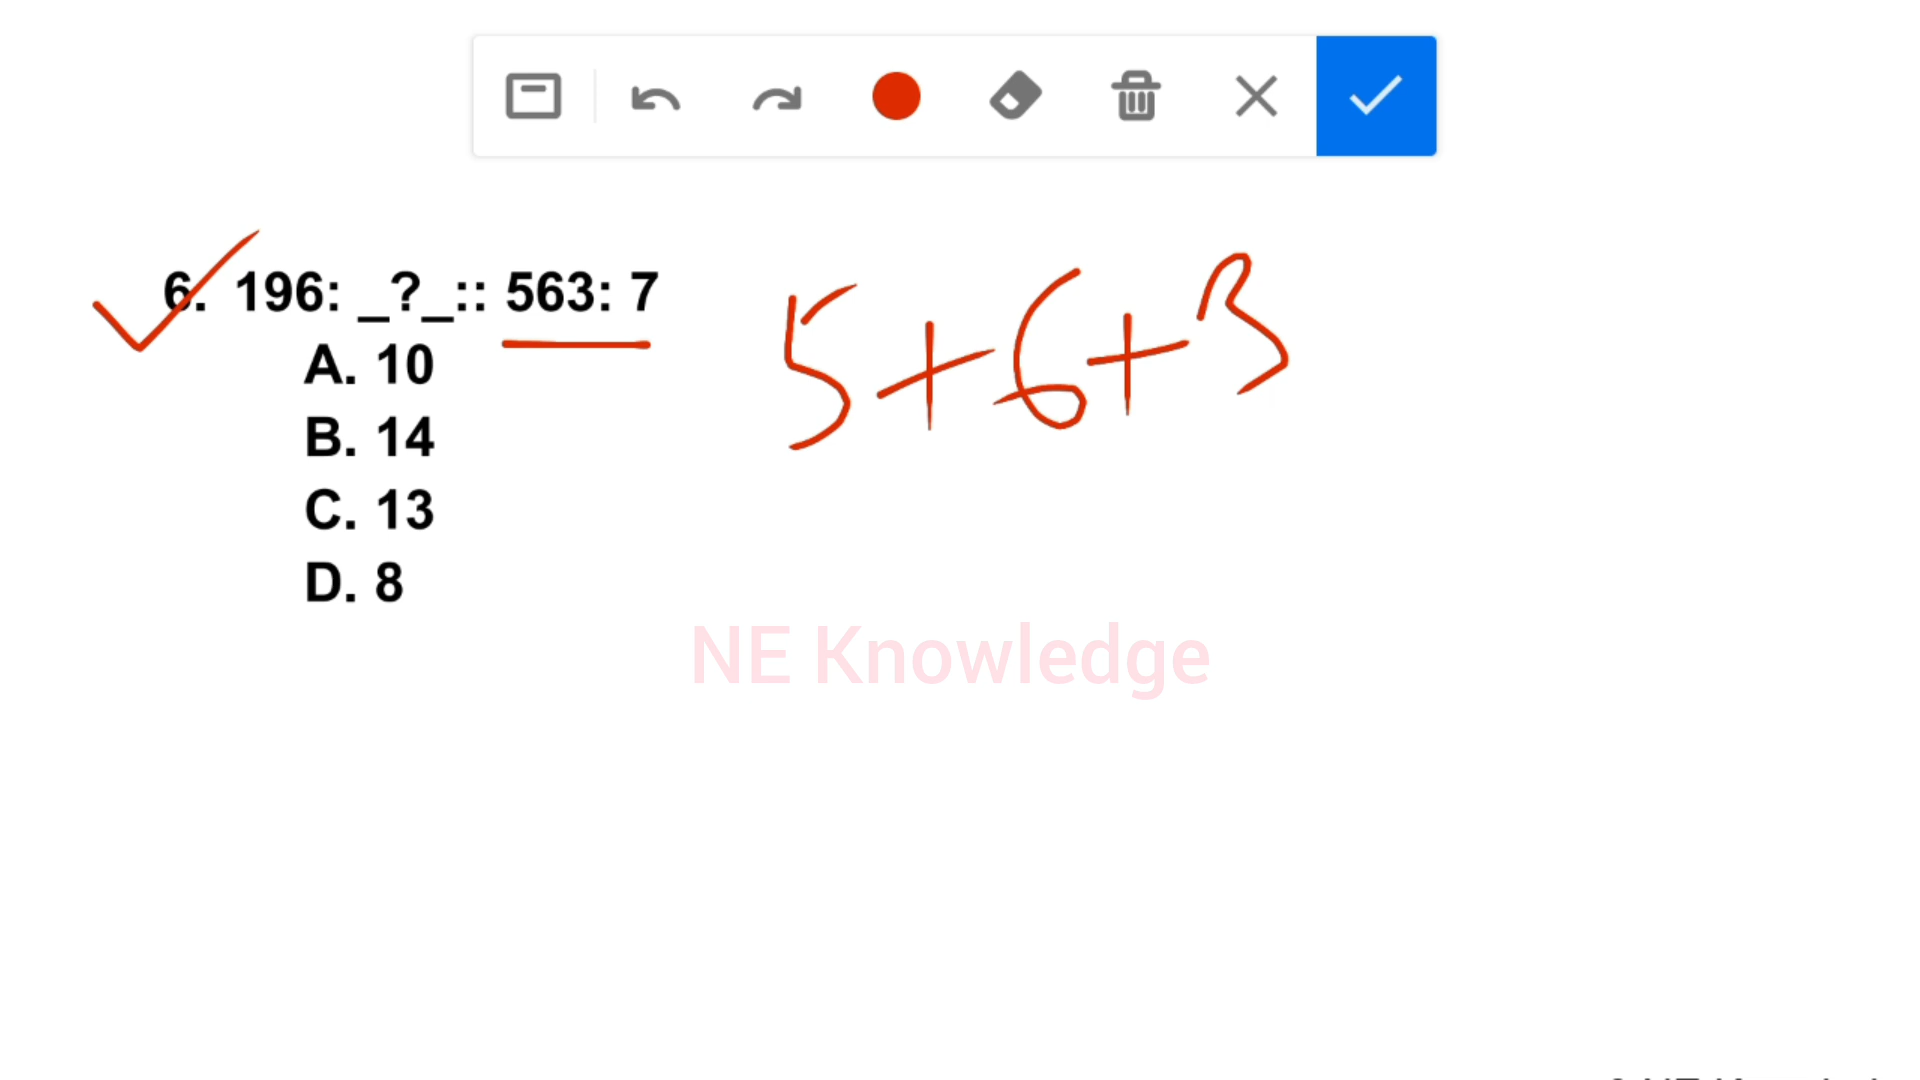 6. 196: _?_:: 563: 7
5+6+3
A. 10
B. 14
C. 13
D. 8
NE Knowledge